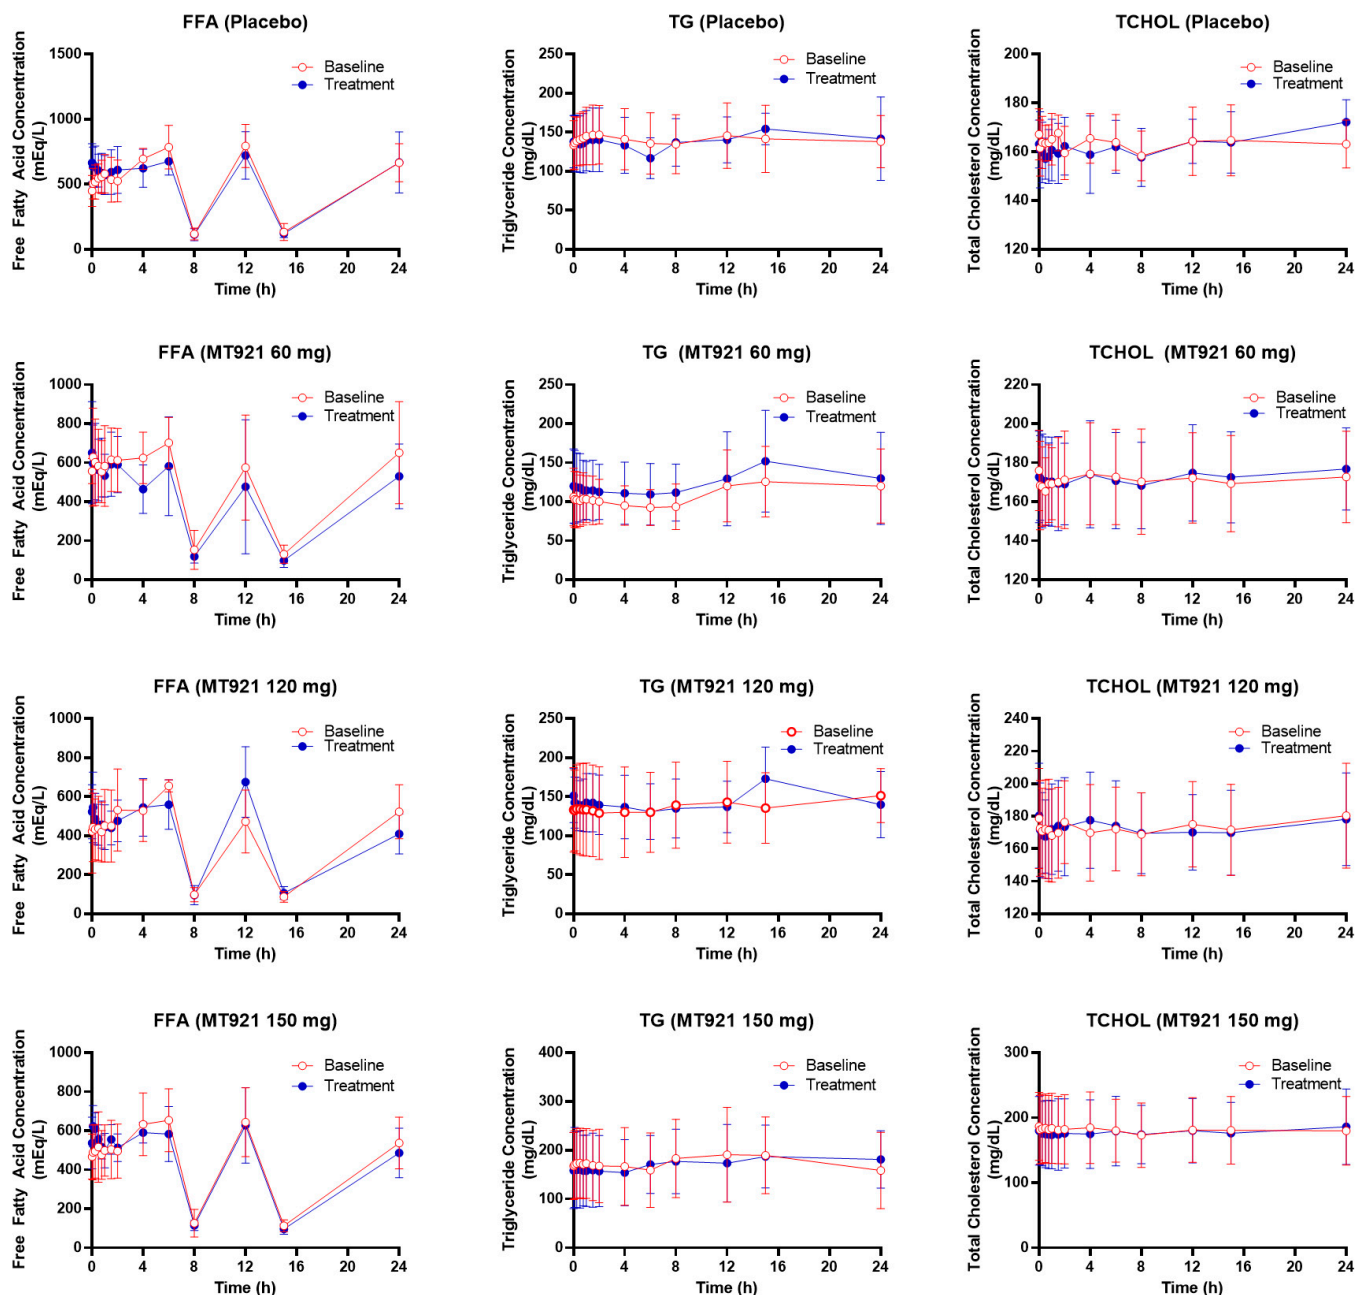 FFA (Placebo)
Free Fatty Acid Concentration
(mEq/L)
1500
1000
500
0
Baseline
Treatment
0 4 8 12 16 20 24
Time (h)
TG (Placebo)
Triglyceride Concentration
(mg/dL)
250
200
150
100
50
0
Baseline
Treatment
0 4 8 12 16 20 24
Time (h)
TCHOL (Placebo)
Total Cholesterol Concentration
(mg/dL)
200
180
160
140
120
Baseline
Treatment
0 4 8 12 16 20 24
Time (h)
FFA (MT921 60 mg)
Free Fatty Acid Concentration
(mEq/L)
1000
800
600
400
200
0
Baseline
Treatment
0 4 8 12 16 20 24
Time (h)
TG (MT921 60 mg)
Triglyceride Concentration
(mg/dL)
250
200
150
100
50
0
Baseline
Treatment
0 4 8 12 16 20 24
Time (h)
TCHOL (MT921 60 mg)
Total Cholesterol Concentration
(mg/dL)
220
200
180
160
140
120
Baseline
Treatment
0 4 8 12 16 20 24
Time (h)
FFA (MT921 120 mg)
Free Fatty Acid Concentration
(mEq/L)
1000
800
600
400
200
0
Baseline
Treatment
0 4 8 12 16 20 24
Time (h)
TG (MT921 120 mg)
Triglyceride Concentration
(mg/dL)
250
200
150
100
50
0
Baseline
Treatment
0 4 8 12 16 20 24
Time (h)
TCHOL (MT921 120 mg)
Total Cholesterol Concentration
(mg/dL)
240
220
200
180
160
140
120
Baseline
Treatment
0 4 8 12 16 20 24
Time (h)
FFA (MT921 150 mg)
Free Fatty Acid Concentration
(mEq/L)
1000
800
600
400
200
0
Baseline
Treatment
0 4 8 12 16 20 24
Time (h)
TG (MT921 150 mg)
Triglyceride Concentration
(mg/dL)
400
300
200
100
0
Baseline
Treatment
0 4 8 12 16 20 24
Time (h)
TCHOL (MT921 150 mg)
Total Cholesterol Concentration
(mg/dL)
300
200
100
0
Baseline
Treatment
0 4 8 12 16 20 24
Time (h)